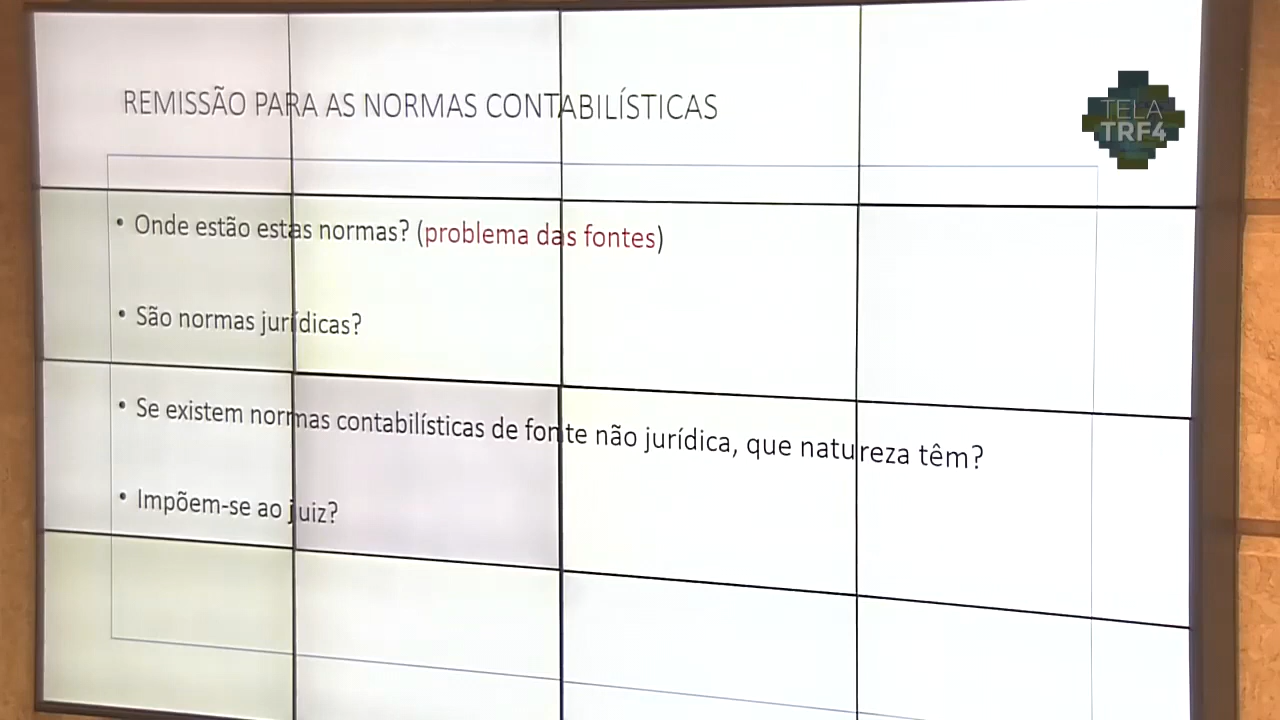 REMISSÃO PARA AS NORMAS CONTABILÍSTICAS
TELA
TRF4
• Onde estão estas normas? (problema das fontes)
• São normas jurídicas?
• Se existem normas contabilísticas de fonte não jurídica, que natureza têm?
• Impõem-se ao juiz?